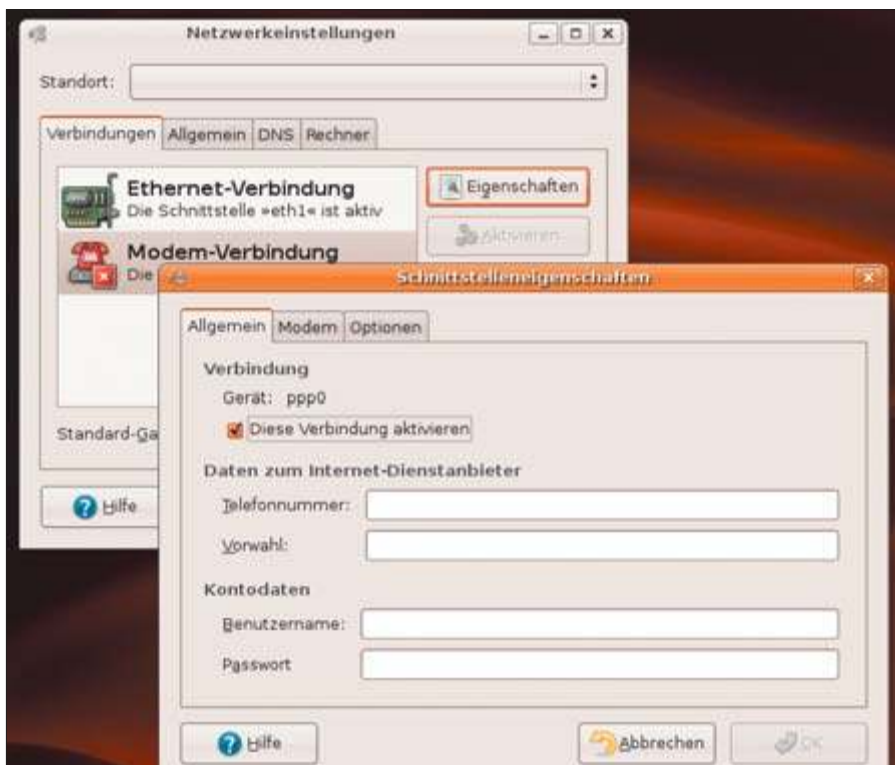 Netzwerkeinstellungen
Standort:
Verbindungen Allgemein DNS Rechner
Ethernet-Verbindung
Die Schnittstelle »eth1« ist aktiv
Eigenschaften
Aktivieren
Modem-Verbindung
Die
Schnittstelleneigenschaften
Allgemein Modem Optionen
Verbindung
Gerät: ppp0
Diese Verbindung aktivieren
Standard-Ga
Daten zum Internet-Dienstanbieter
Telefonnummer:
Vorwahl:
Hilfe
Kontodaten
Benutzername:
Passwort
Hilfe Abbrechen OK